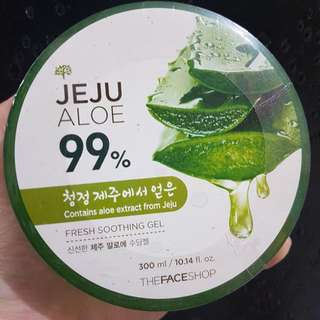 JEJU
ALOE
99%
청정 제주에서 얻은
Contains aloe extract from Jeju
FRESH SOOTHING GEL
신선한 제주 알로에 수딩젤
300 ml / 10.14 fl. oz.
THEFACESHOP